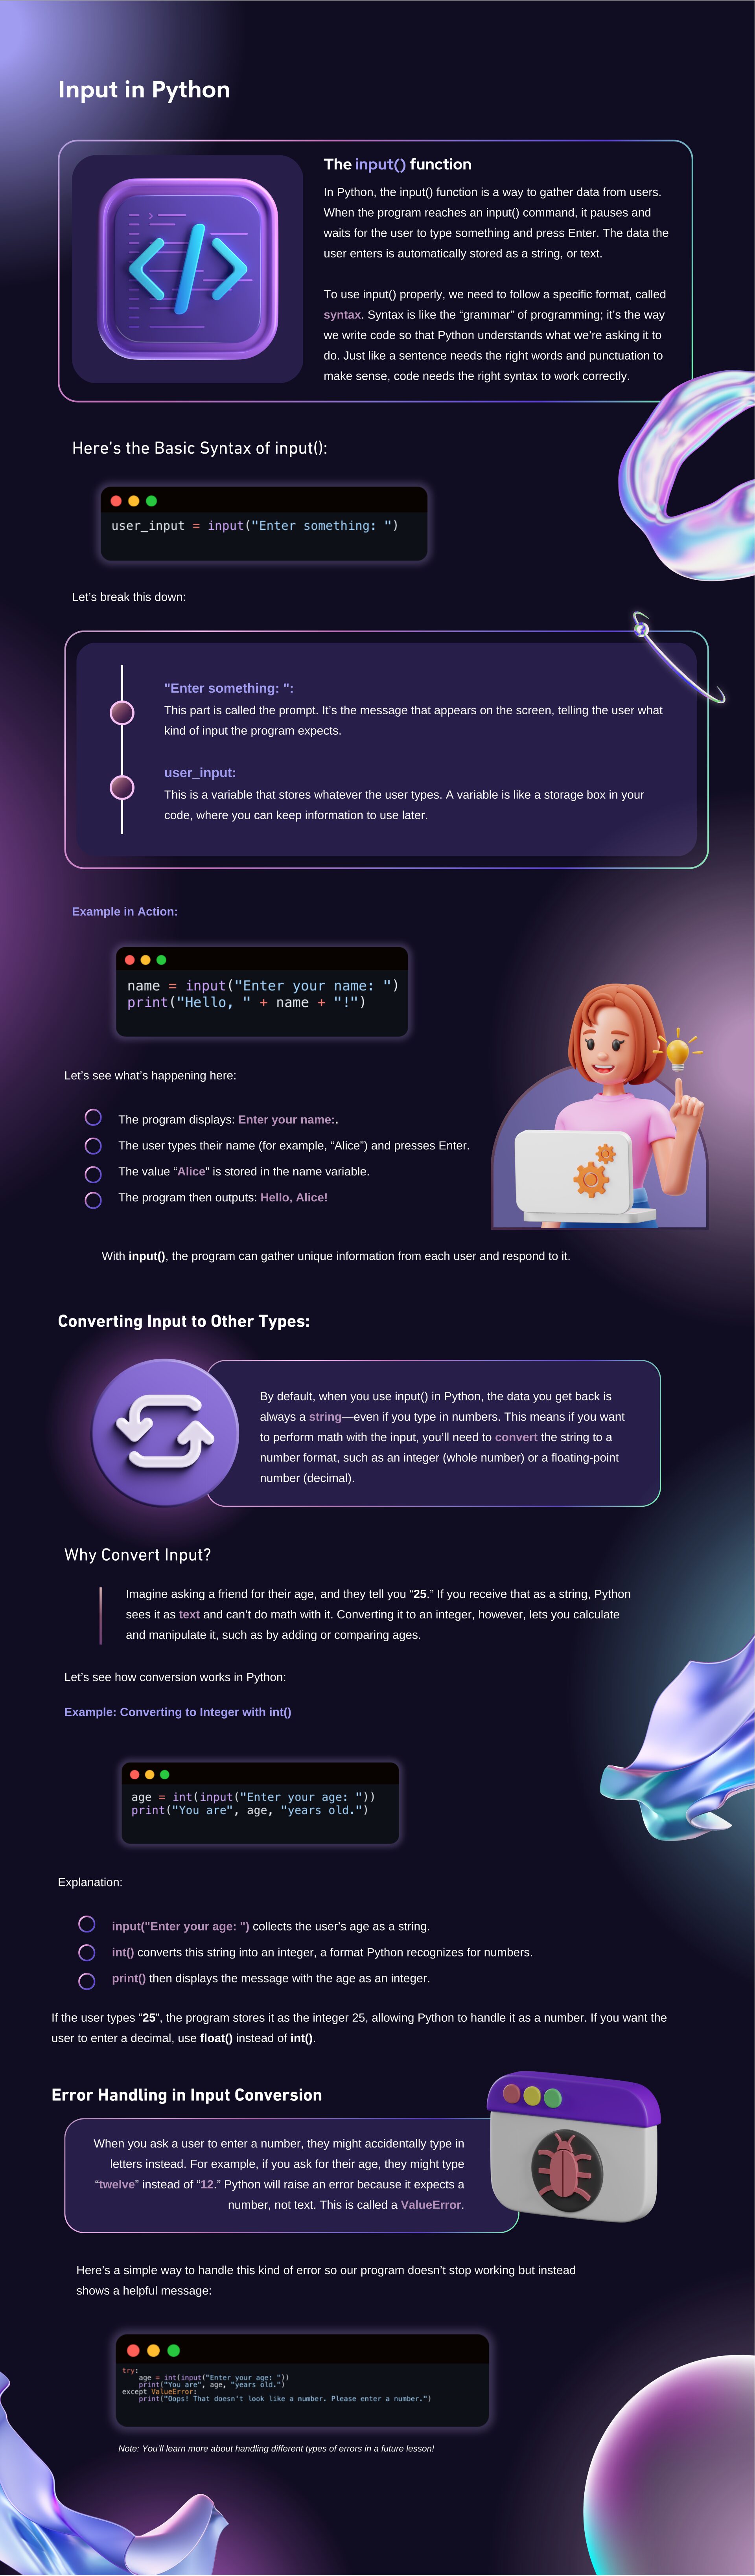 Input in Python
The input() function
In Python, the input() function is a way to gather data from users.
When the program reaches an input() command, it pauses and
waits for the user to type something and press Enter. The data the
user enters is automatically stored as a string, or text.
To use input() properly, we need to follow a specific format, called
syntax. Syntax is like the “grammar” of programming; it’s the way
we write code so that Python understands what we’re asking it to
do. Just like a sentence needs the right words and punctuation to
make sense, code needs the right syntax to work correctly.
Here’s the Basic Syntax of input():
user_input = input("Enter something: ")
Let’s break this down:
"Enter something: ":
This part is called the prompt. It’s the message that appears on the screen, telling the user what
kind of input the program expects.
user_input:
This is a variable that stores whatever the user types. A variable is like a storage box in your
code, where you can keep information to use later.
Example in Action:
name = input("Enter your name: ")
print("Hello, " + name + "!")
Let’s see what’s happening here:
The program displays: Enter your name:.
The user types their name (for example, “Alice”) and presses Enter.
The value “Alice” is stored in the name variable.
The program then outputs: Hello, Alice!
With input(), the program can gather unique information from each user and respond to it.
Converting Input to Other Types:
By default, when you use input() in Python, the data you get back is
always a string—even if you type in numbers. This means if you want
to perform math with the input, you’ll need to convert the string to a
number format, such as an integer (whole number) or a floating-point
number (decimal).
Why Convert Input?
Imagine asking a friend for their age, and they tell you “25.” If you receive that as a string, Python
sees it as text and can’t do math with it. Converting it to an integer, however, lets you calculate
and manipulate it, such as by adding or comparing ages.
Let’s see how conversion works in Python:
Example: Converting to Integer with int()
age = int(input("Enter your age: "))
print("You are", age, "years old.")
Explanation:
input("Enter your age: ") collects the user’s age as a string.
int() converts this string into an integer, a format Python recognizes for numbers.
print() then displays the message with the age as an integer.
If the user types “25”, the program stores it as the integer 25, allowing Python to handle it as a number. If you want the
user to enter a decimal, use float() instead of int().
Error Handling in Input Conversion
When you ask a user to enter a number, they might accidentally type in
letters instead. For example, if you ask for their age, they might type
“twelve” instead of “12.” Python will raise an error because it expects a
number, not text. This is called a ValueError.
Here’s a simple way to handle this kind of error so our program doesn’t stop working but instead
shows a helpful message:
try:
    age = int(input("Enter your age: "))
    print("You are", age, "years old.")
except ValueError:
    print("Oops! That doesn't look like a number. Please enter a number.")
Note: You’ll learn more about handling different types of errors in a future lesson!